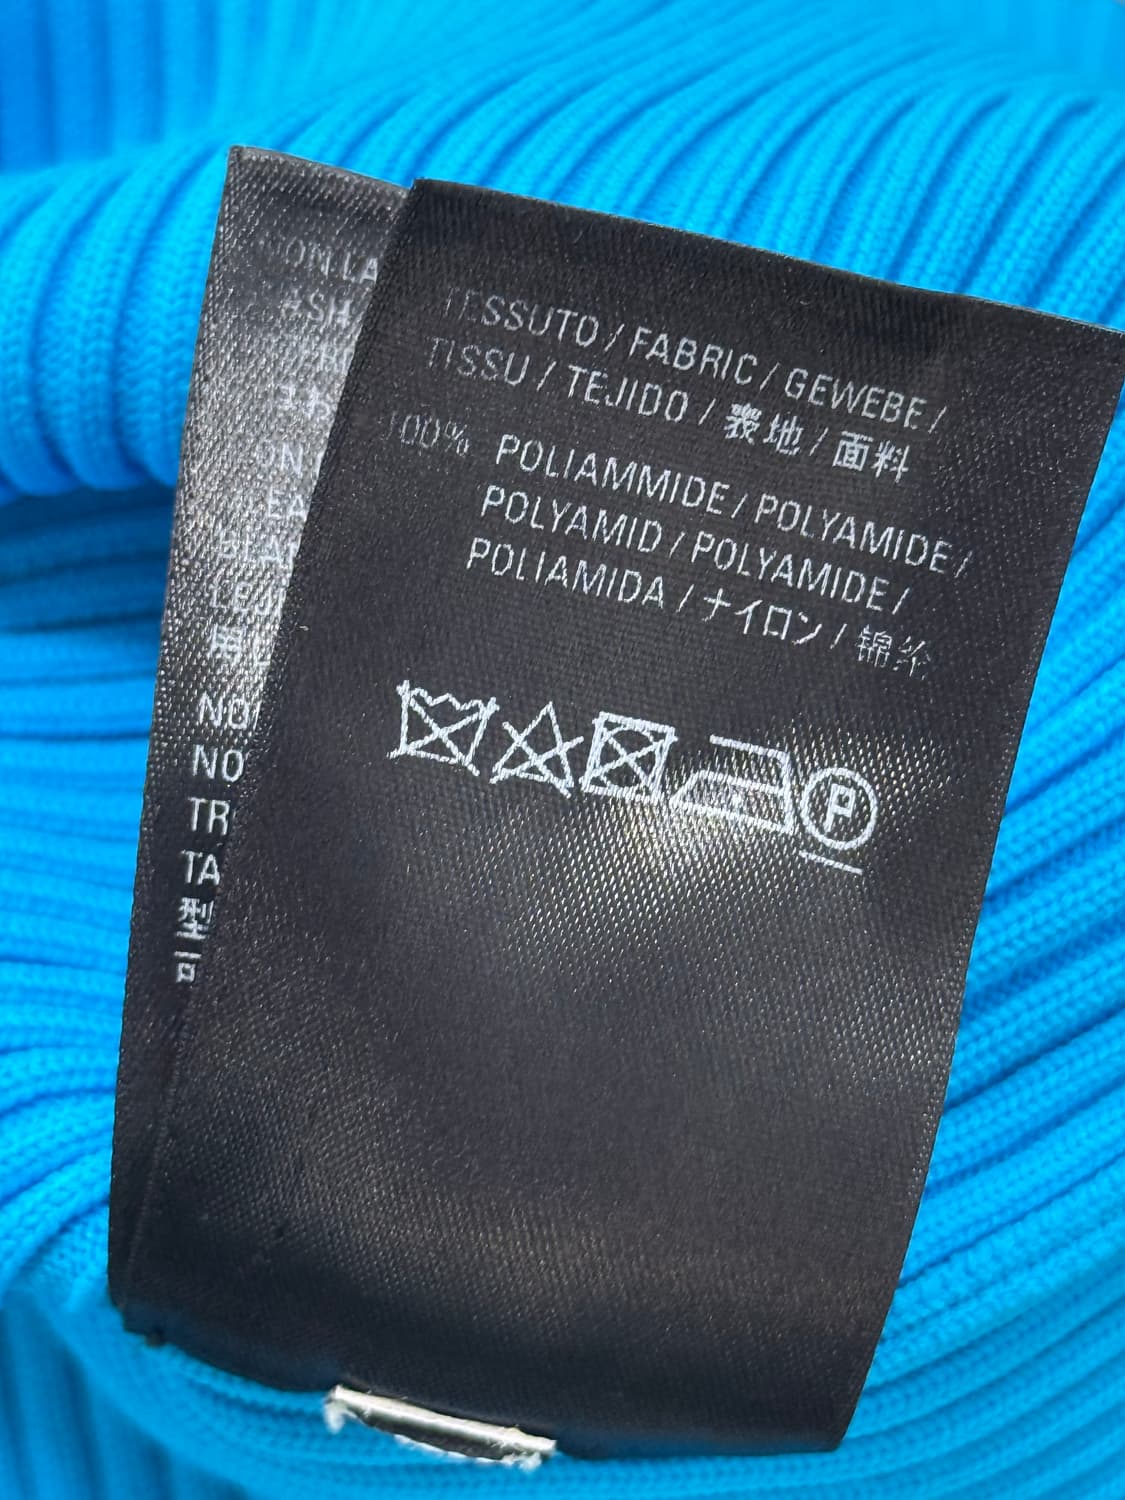 TESSUTO / FABRIC / GEWEBE /
TISSU / TEJIDO / 表地 / 面料
100% POLIAMMIDE / POLYAMIDE /
POLYAMID / POLYAMIDE /
POLIAMIDA / ナイロン / 锦纶
P
NO
NO
TR
TA
型号